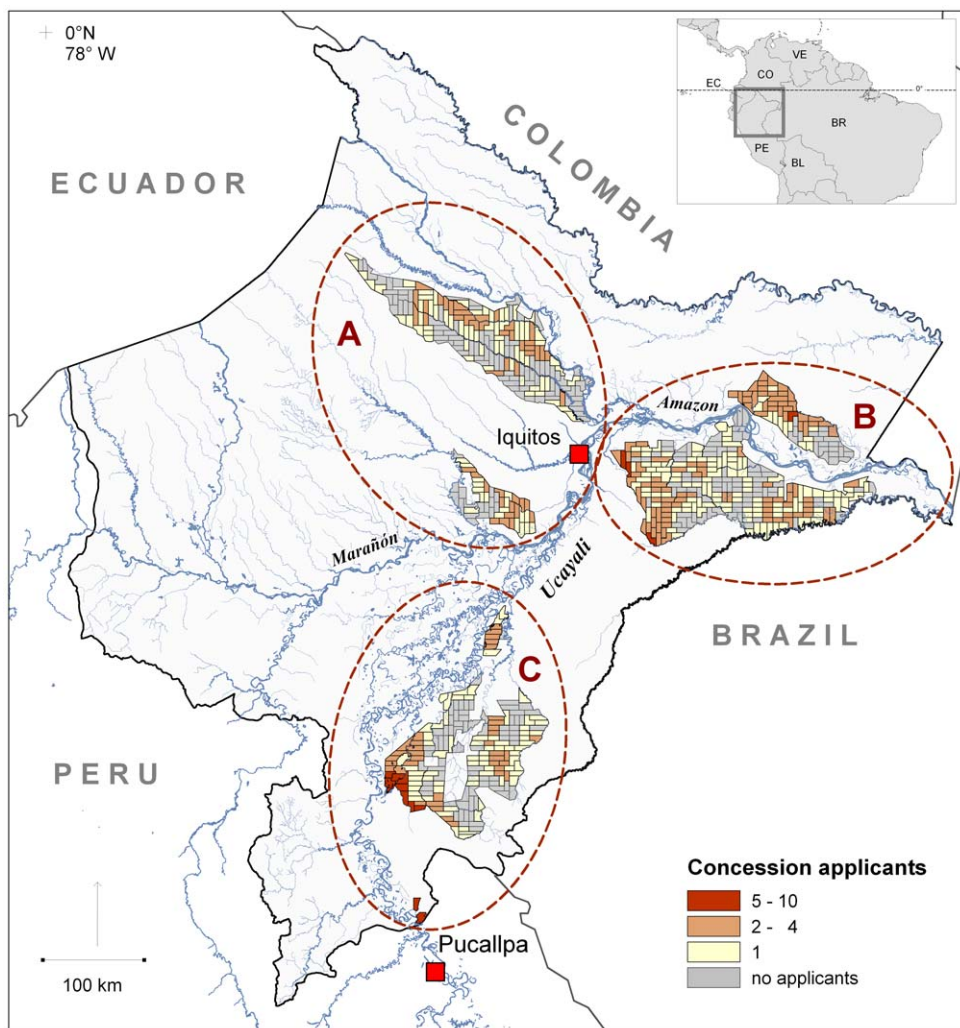 0°N
78° W
VE
CO
EC
0°
BR
PE
BL
COLOMBIA
ECUADOR
A
Amazon
B
Iquitos
Marañón
Ucayali
BRAZIL
C
PERU
Concession applicants
5 - 10
2 - 4
1
no applicants
Pucallpa
100 km